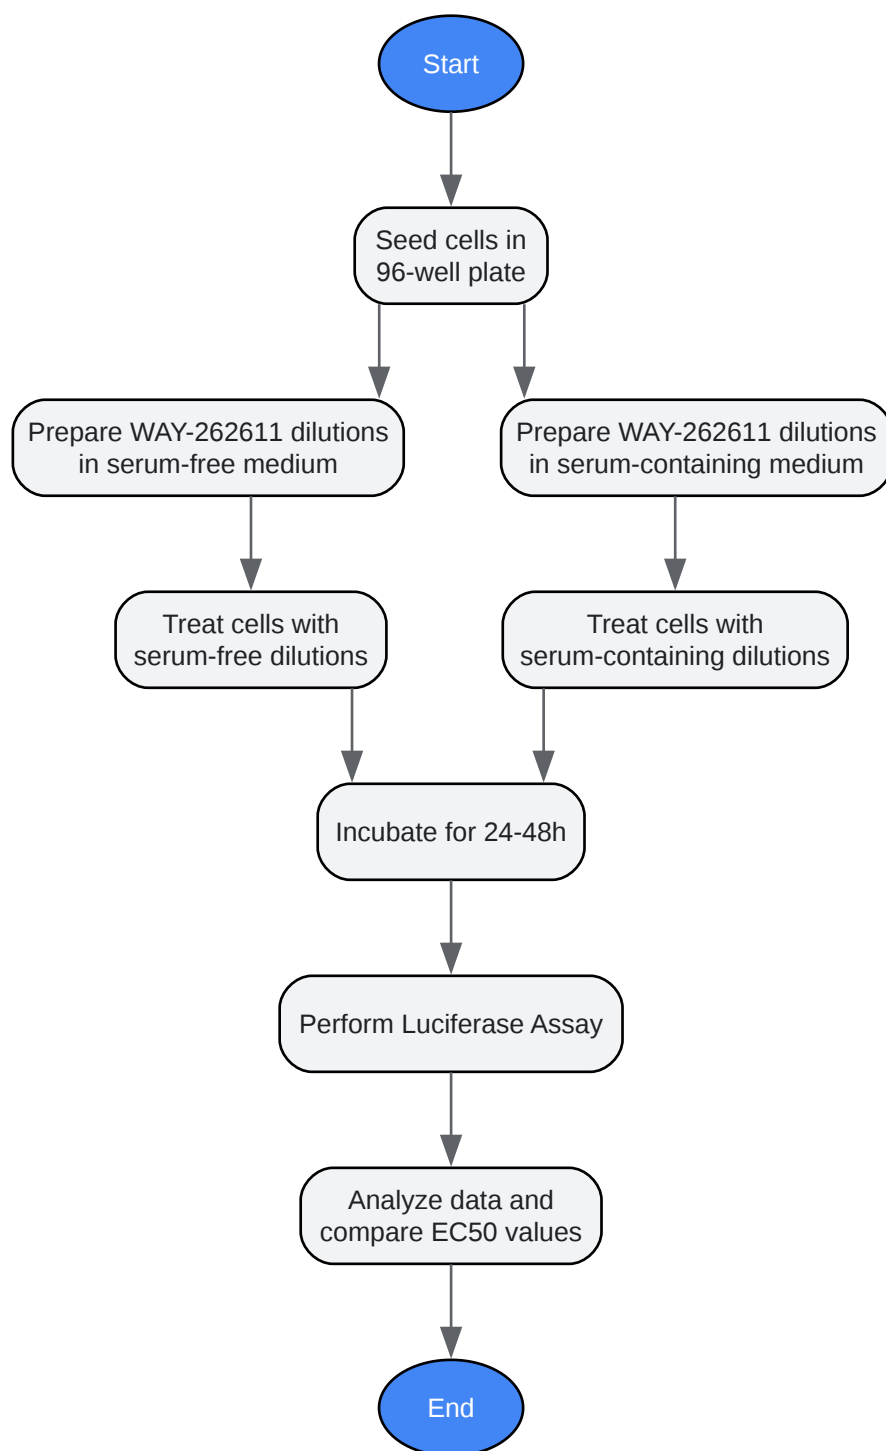 Start
Seed cells in
96-well plate
Prepare WAY-262611 dilutions
in serum-free medium
Prepare WAY-262611 dilutions
in serum-containing medium
Treat cells with
serum-free dilutions
Treat cells with
serum-containing dilutions
Incubate for 24-48h
Perform Luciferase Assay
Analyze data and
compare EC50 values
End